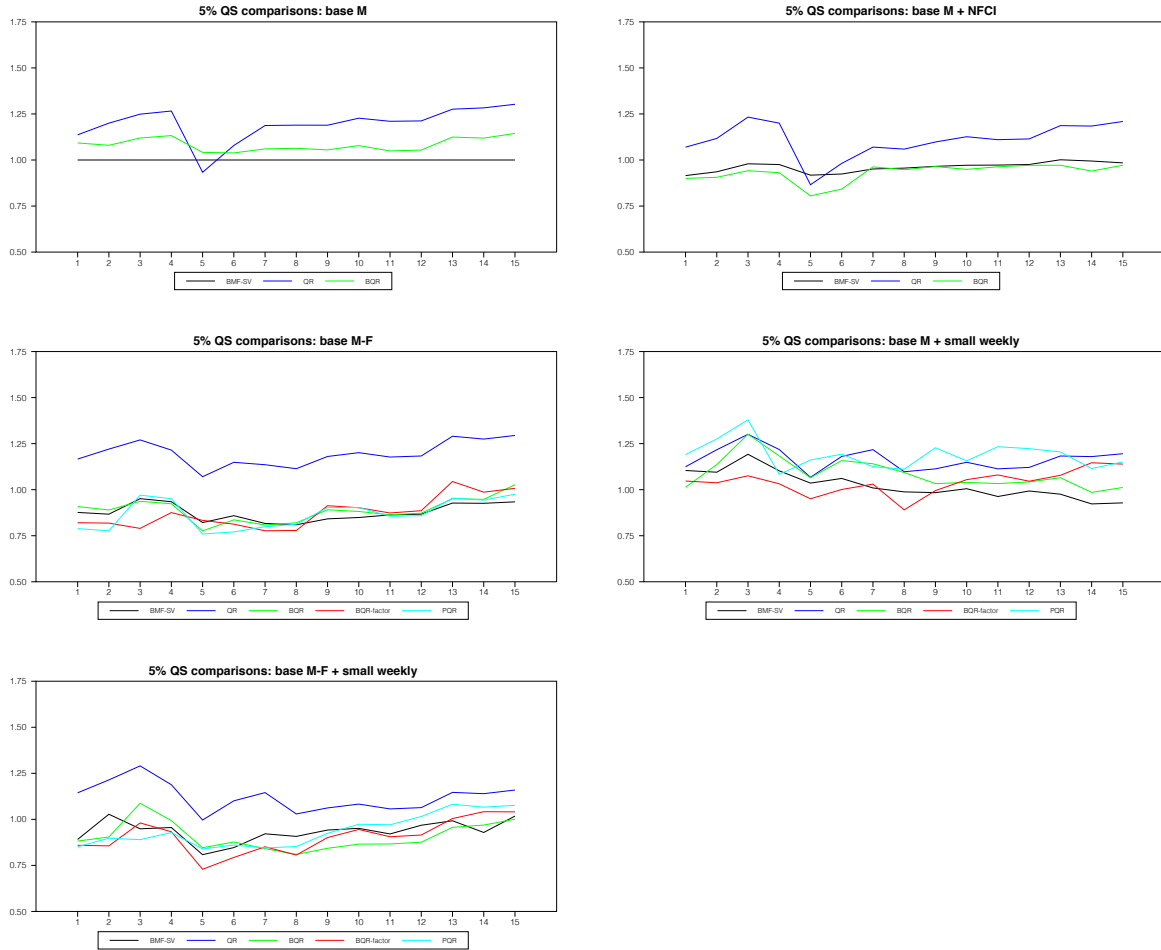 5% QS comparisons: base M
1.75
1.50
1.25
1.00
0.75
0.50
1 2 3 4 5 6 7 8 9 10 11 12 13 14 15
BMF-SV QR BQR
5% QS comparisons: base M + NFCI
1.75
1.50
1.25
1.00
0.75
0.50
1 2 3 4 5 6 7 8 9 10 11 12 13 14 15
BMF-SV QR BQR
5% QS comparisons: base M-F
1.75
1.50
1.25
1.00
0.75
0.50
1 2 3 4 5 6 7 8 9 10 11 12 13 14 15
BMF-SV QR BQR BQR-factor PQR
5% QS comparisons: base M + small weekly
1.75
1.50
1.25
1.00
0.75
0.50
1 2 3 4 5 6 7 8 9 10 11 12 13 14 15
BMF-SV QR BQR BQR-factor PQR
5% QS comparisons: base M-F + small weekly
1.75
1.50
1.25
1.00
0.75
0.50
1 2 3 4 5 6 7 8 9 10 11 12 13 14 15
BMF-SV QR BQR BQR-factor PQR